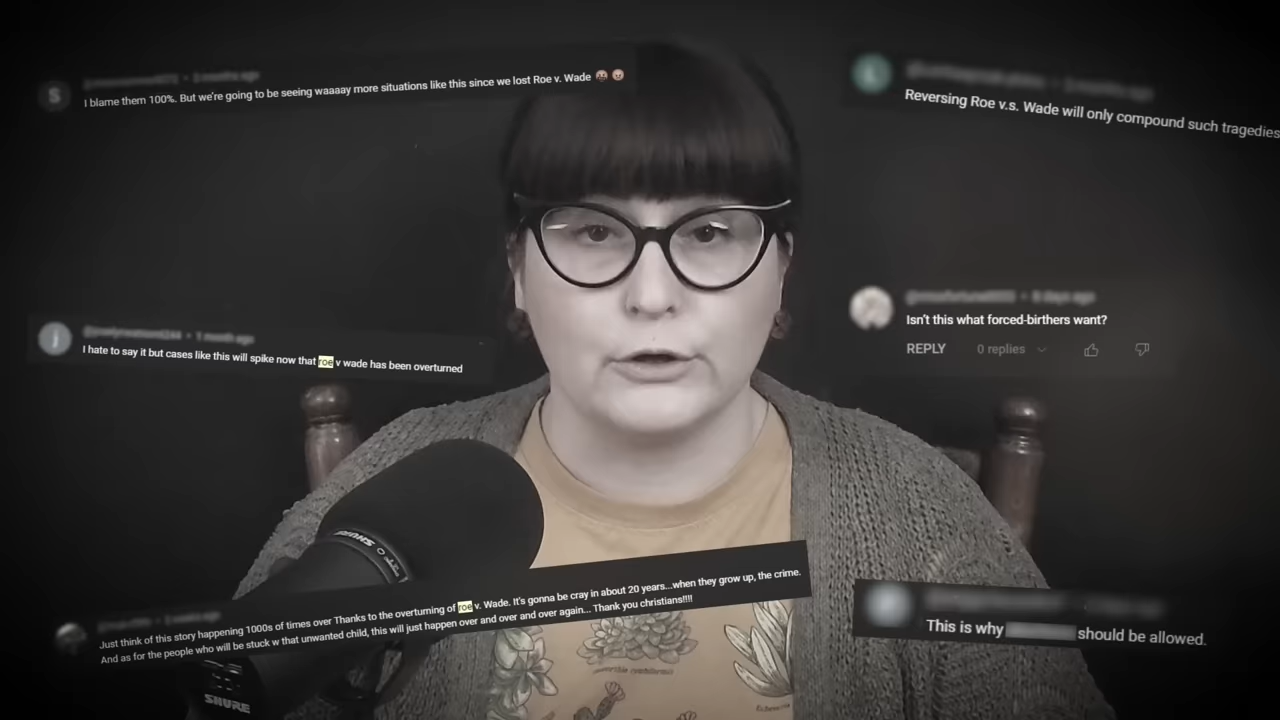 S
I blame them 100%. But we're going to be seeing waaaay more situations like this since we lost Roe v. Wade 🤬 🤬
L
Reversing Roe v.s. Wade will only compound such tragedies
Isn't this what forced-birthers want?
REPLY 0 replies
I hate to say it but cases like this will spike now that roe v wade has been overturned
Just think of this story happening 1000s of times over Thanks to the overturning of roe v. Wade. It's gonna be cray in about 20 years...when they grow up, the crime.
And as for the people who will be stuck w that unwanted child, this will just happen over and over and over again... Thank you christians!!!!
This is why should be allowed.
SHURE
SHURE